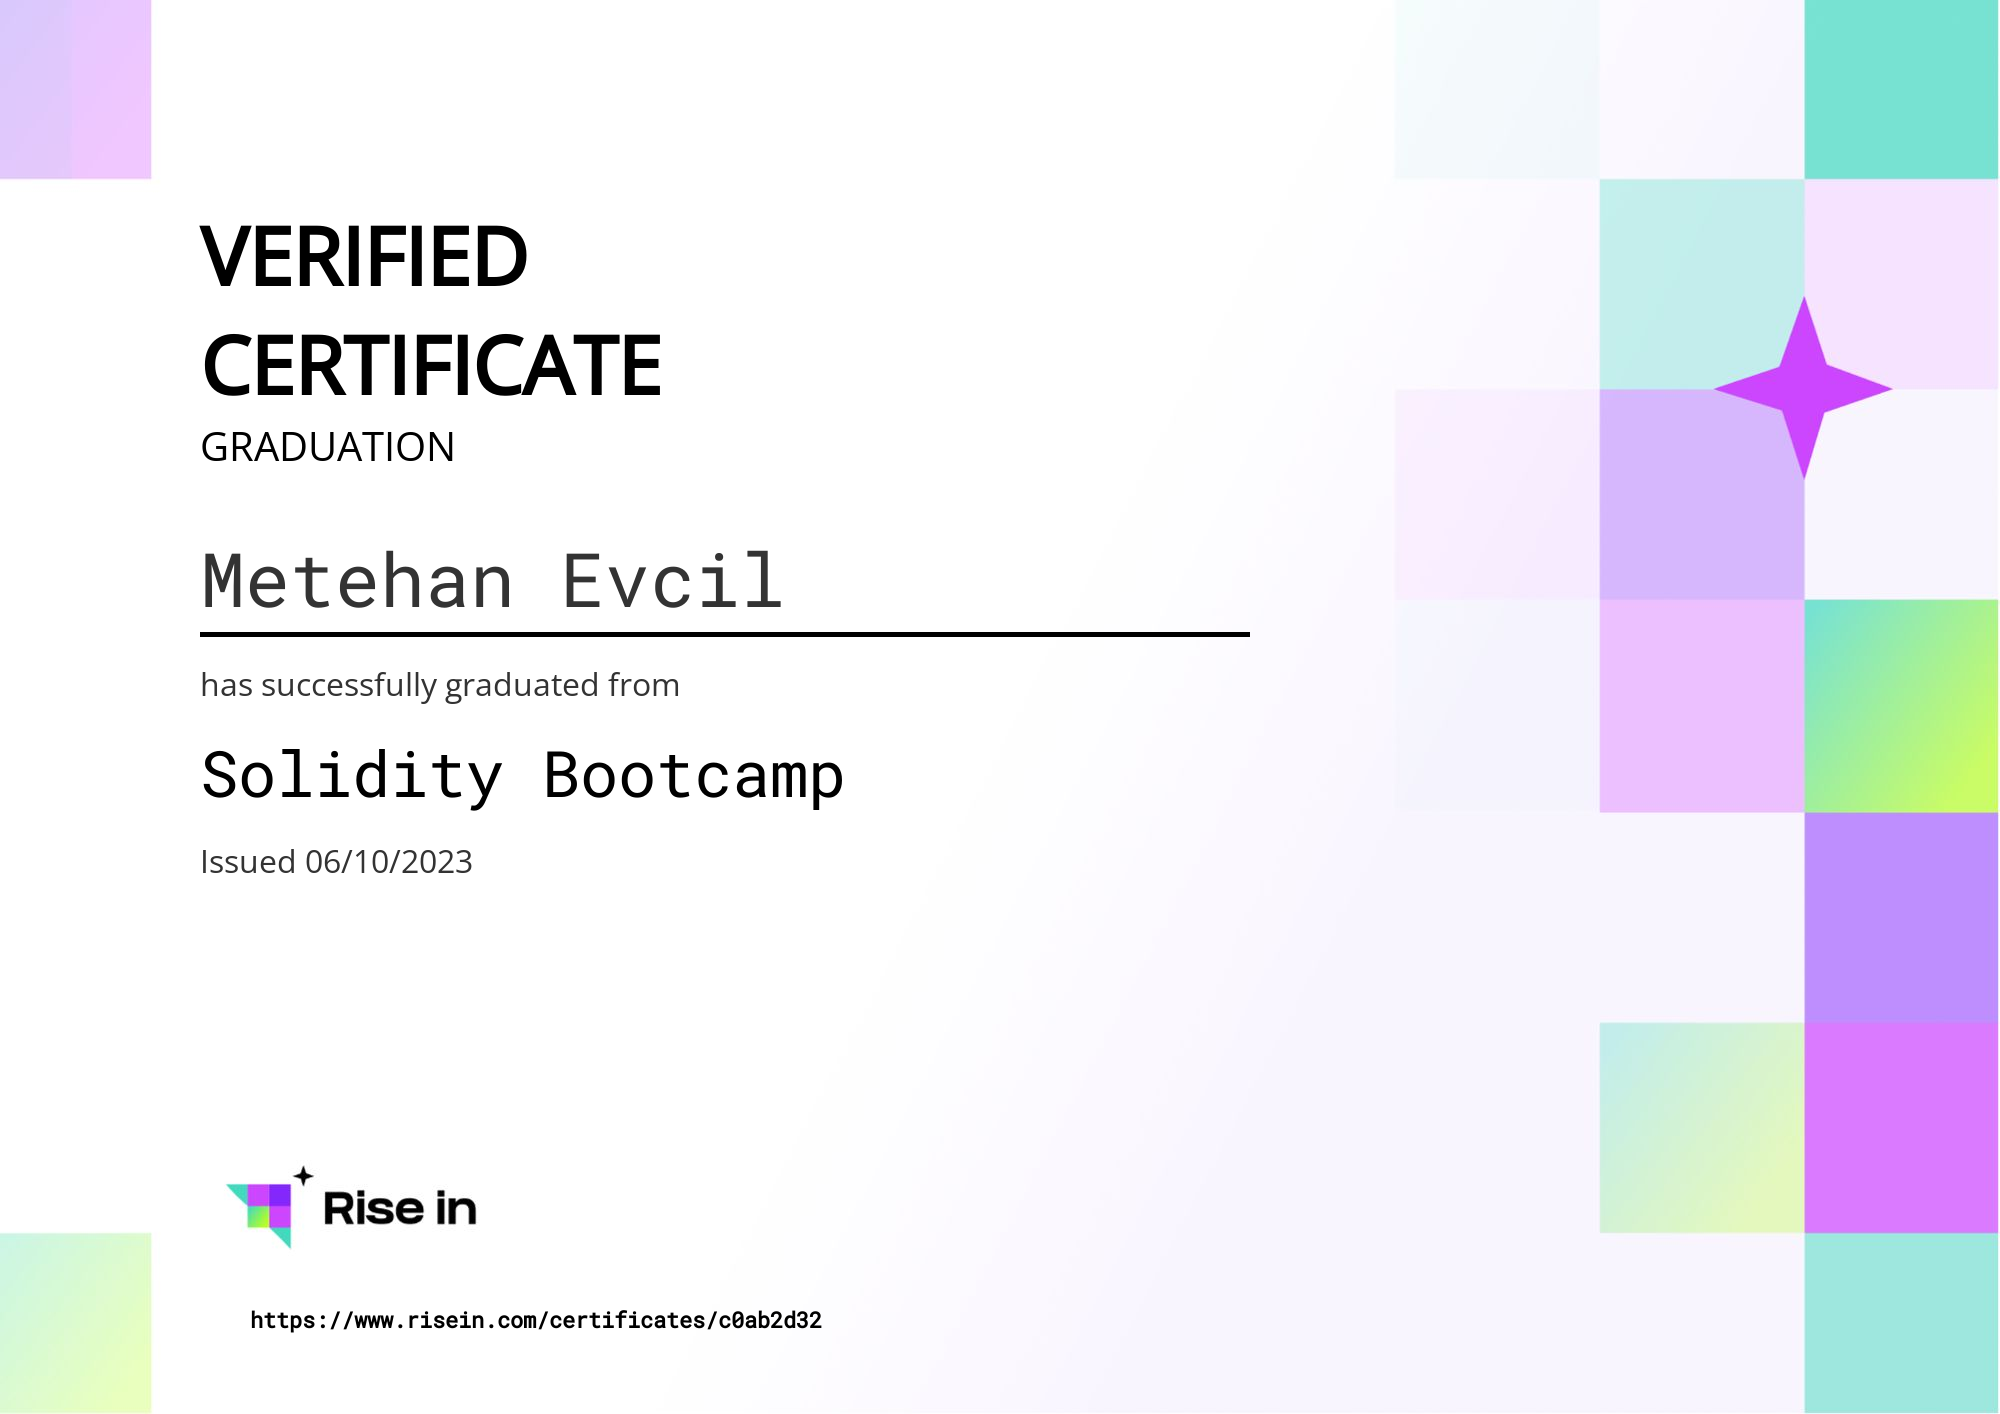 VERIFIED
CERTIFICATE
GRADUATION
Metehan Evcil
has successfully graduated from
Solidity Bootcamp
Issued 06/10/2023
Rise in
https://www.risein.com/certificates/c0ab2d32